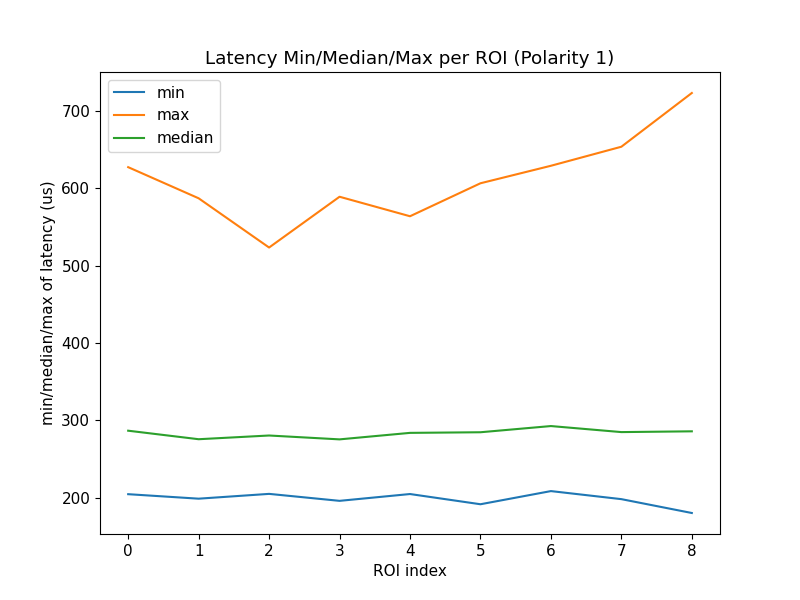 Latency Min/Median/Max per ROI (Polarity 1)
min
max
median
min/median/max of latency (us)
700
600
500
400
300
200
0 1 2 3 4 5 6 7 8
ROI index